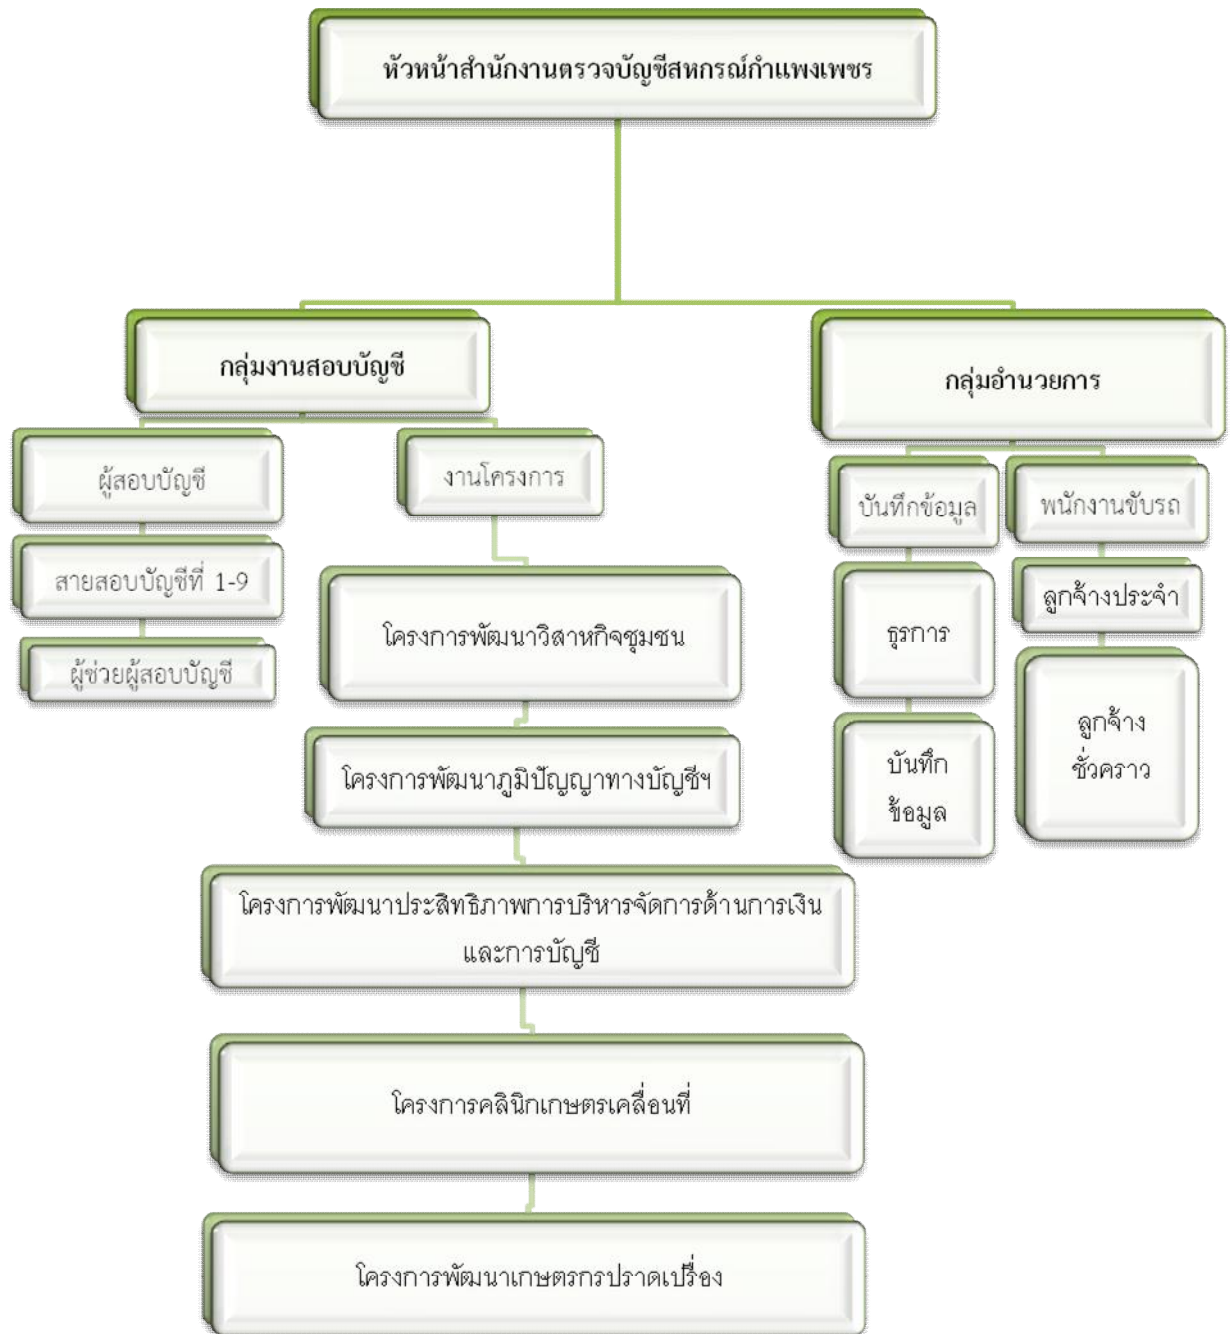 หัวหน้าสำนักงานตรวจบัญชีสหกรณ์กำแพงเพชร
กลุ่มงานสอบบัญชี
กลุ่มอำนวยการ
ผู้สอบบัญชี
งานโครงการ
บันทึกข้อมูล
พนักงานขับรถ
สายสอบบัญชีที่ 1-9
ผู้ช่วยผู้สอบบัญชี
โครงการพัฒนาวิสาหกิจชุมชน
โครงการพัฒนาภูมิปัญญาทางบัญชีฯ
โครงการพัฒนาประสิทธิภาพการบริหารจัดการด้านการเงิน
และการบัญชี
โครงการคลินิกเกษตรเคลื่อนที่
โครงการพัฒนาเกษตรกรปราดเปรื่อง
ธุรการ
บันทึก
ข้อมูล
ลูกจ้างประจำ
ลูกจ้าง
ชั่วคราว